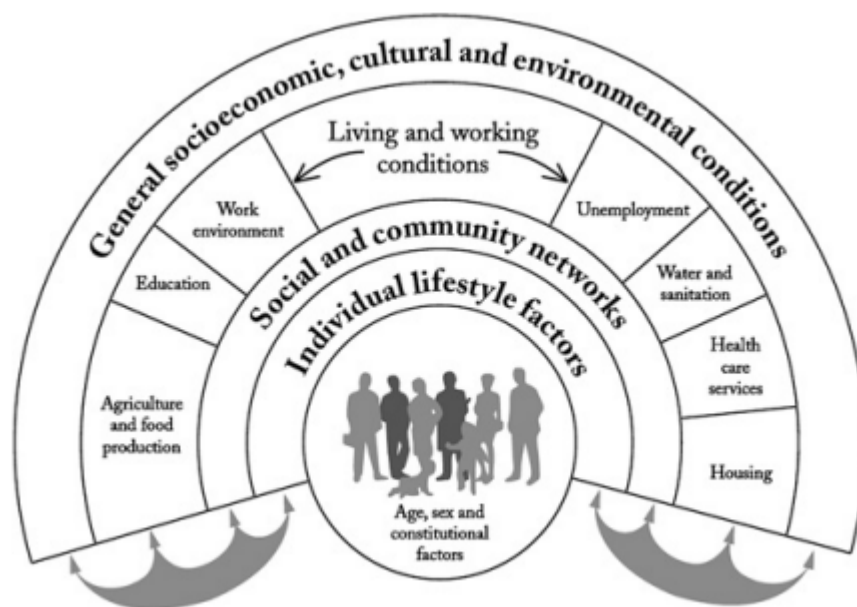 General socioeconomic, cultural and environmental conditions
Living and working
conditions
Work
environment
Unemployment
Education
Water and
sanitation
Social and community networks
Individual lifestyle factors
Agriculture
and food
production
Health
care
services
Housing
Age, sex and
constitutional
factors